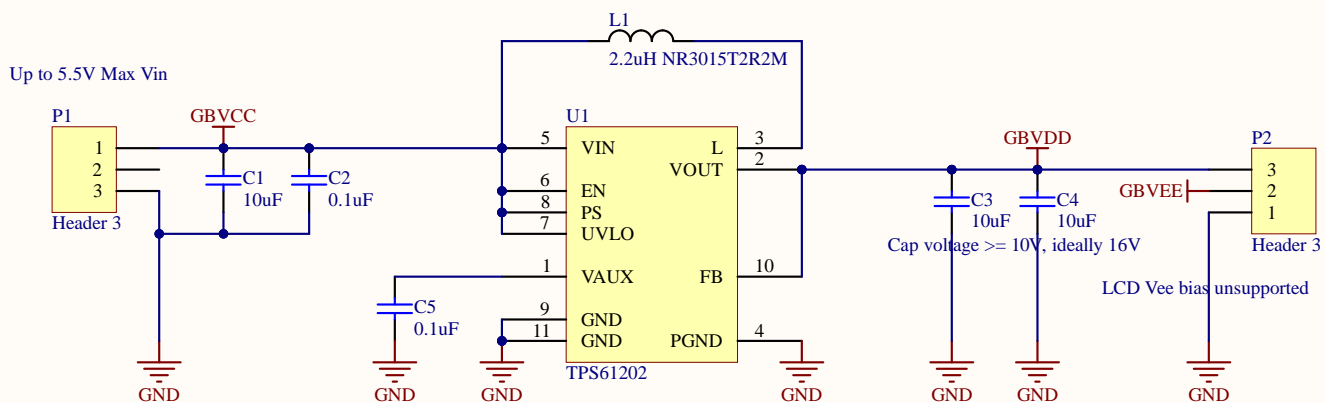 L1
2.2uH NR3015T2R2M
Up to 5.5V Max Vin
P1
GBVCC
U1
GBVDD
P2
1
2
3
Header 3
C1
10uF
C2
0.1uF
5
VIN
6
EN
8
PS
7
UVLO
1
VAUX
9
GND
11
GND
L
3
VOUT
2
FB
10
PGND
4
TPS61202
C5
0.1uF
C3
10uF
C4
10uF
Cap voltage >= 10V, ideally 16V
GBVEE
3
2
1
Header 3
LCD Vee bias unsupported
GND
GND
GND
GND
GND
GND
GND